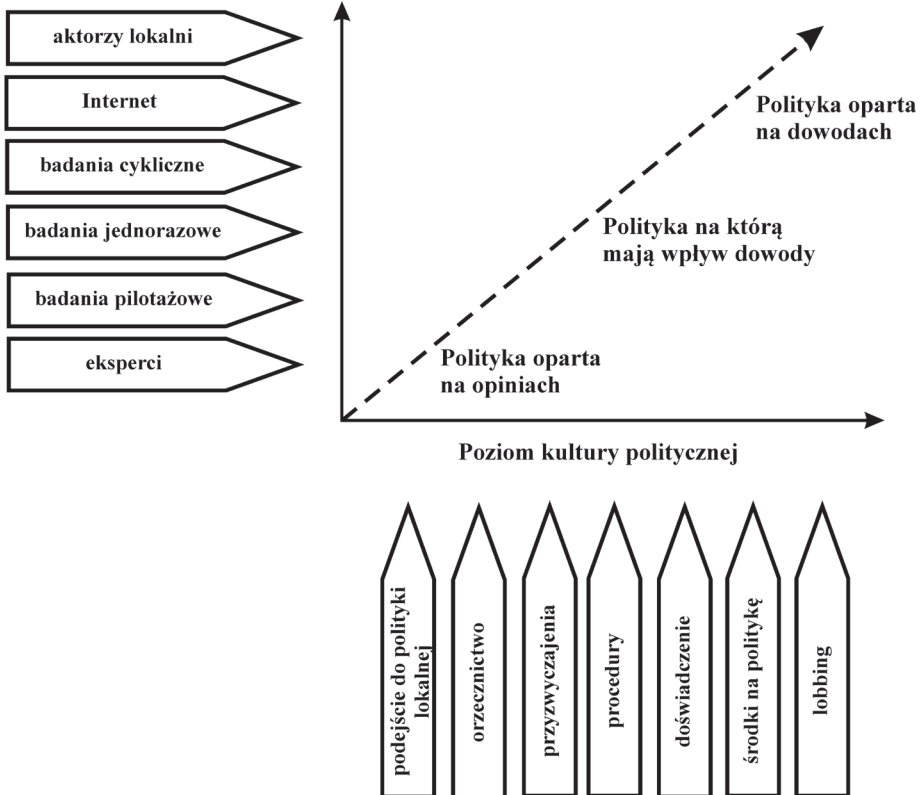 aktorzy lokalni
Internet
badania cykliczne
badania jednorazowe
badania pilotażowe
eksperci
Polityka oparta
na dowodach
Polityka na którą
mają wpływ dowody
Polityka oparta
na opiniach
Poziom kultury politycznej
podejście do polityki
lokalnej
orzecznictwo
przyzwyczajenia
procedury
doświadczenie
środki na politykę
lobbing